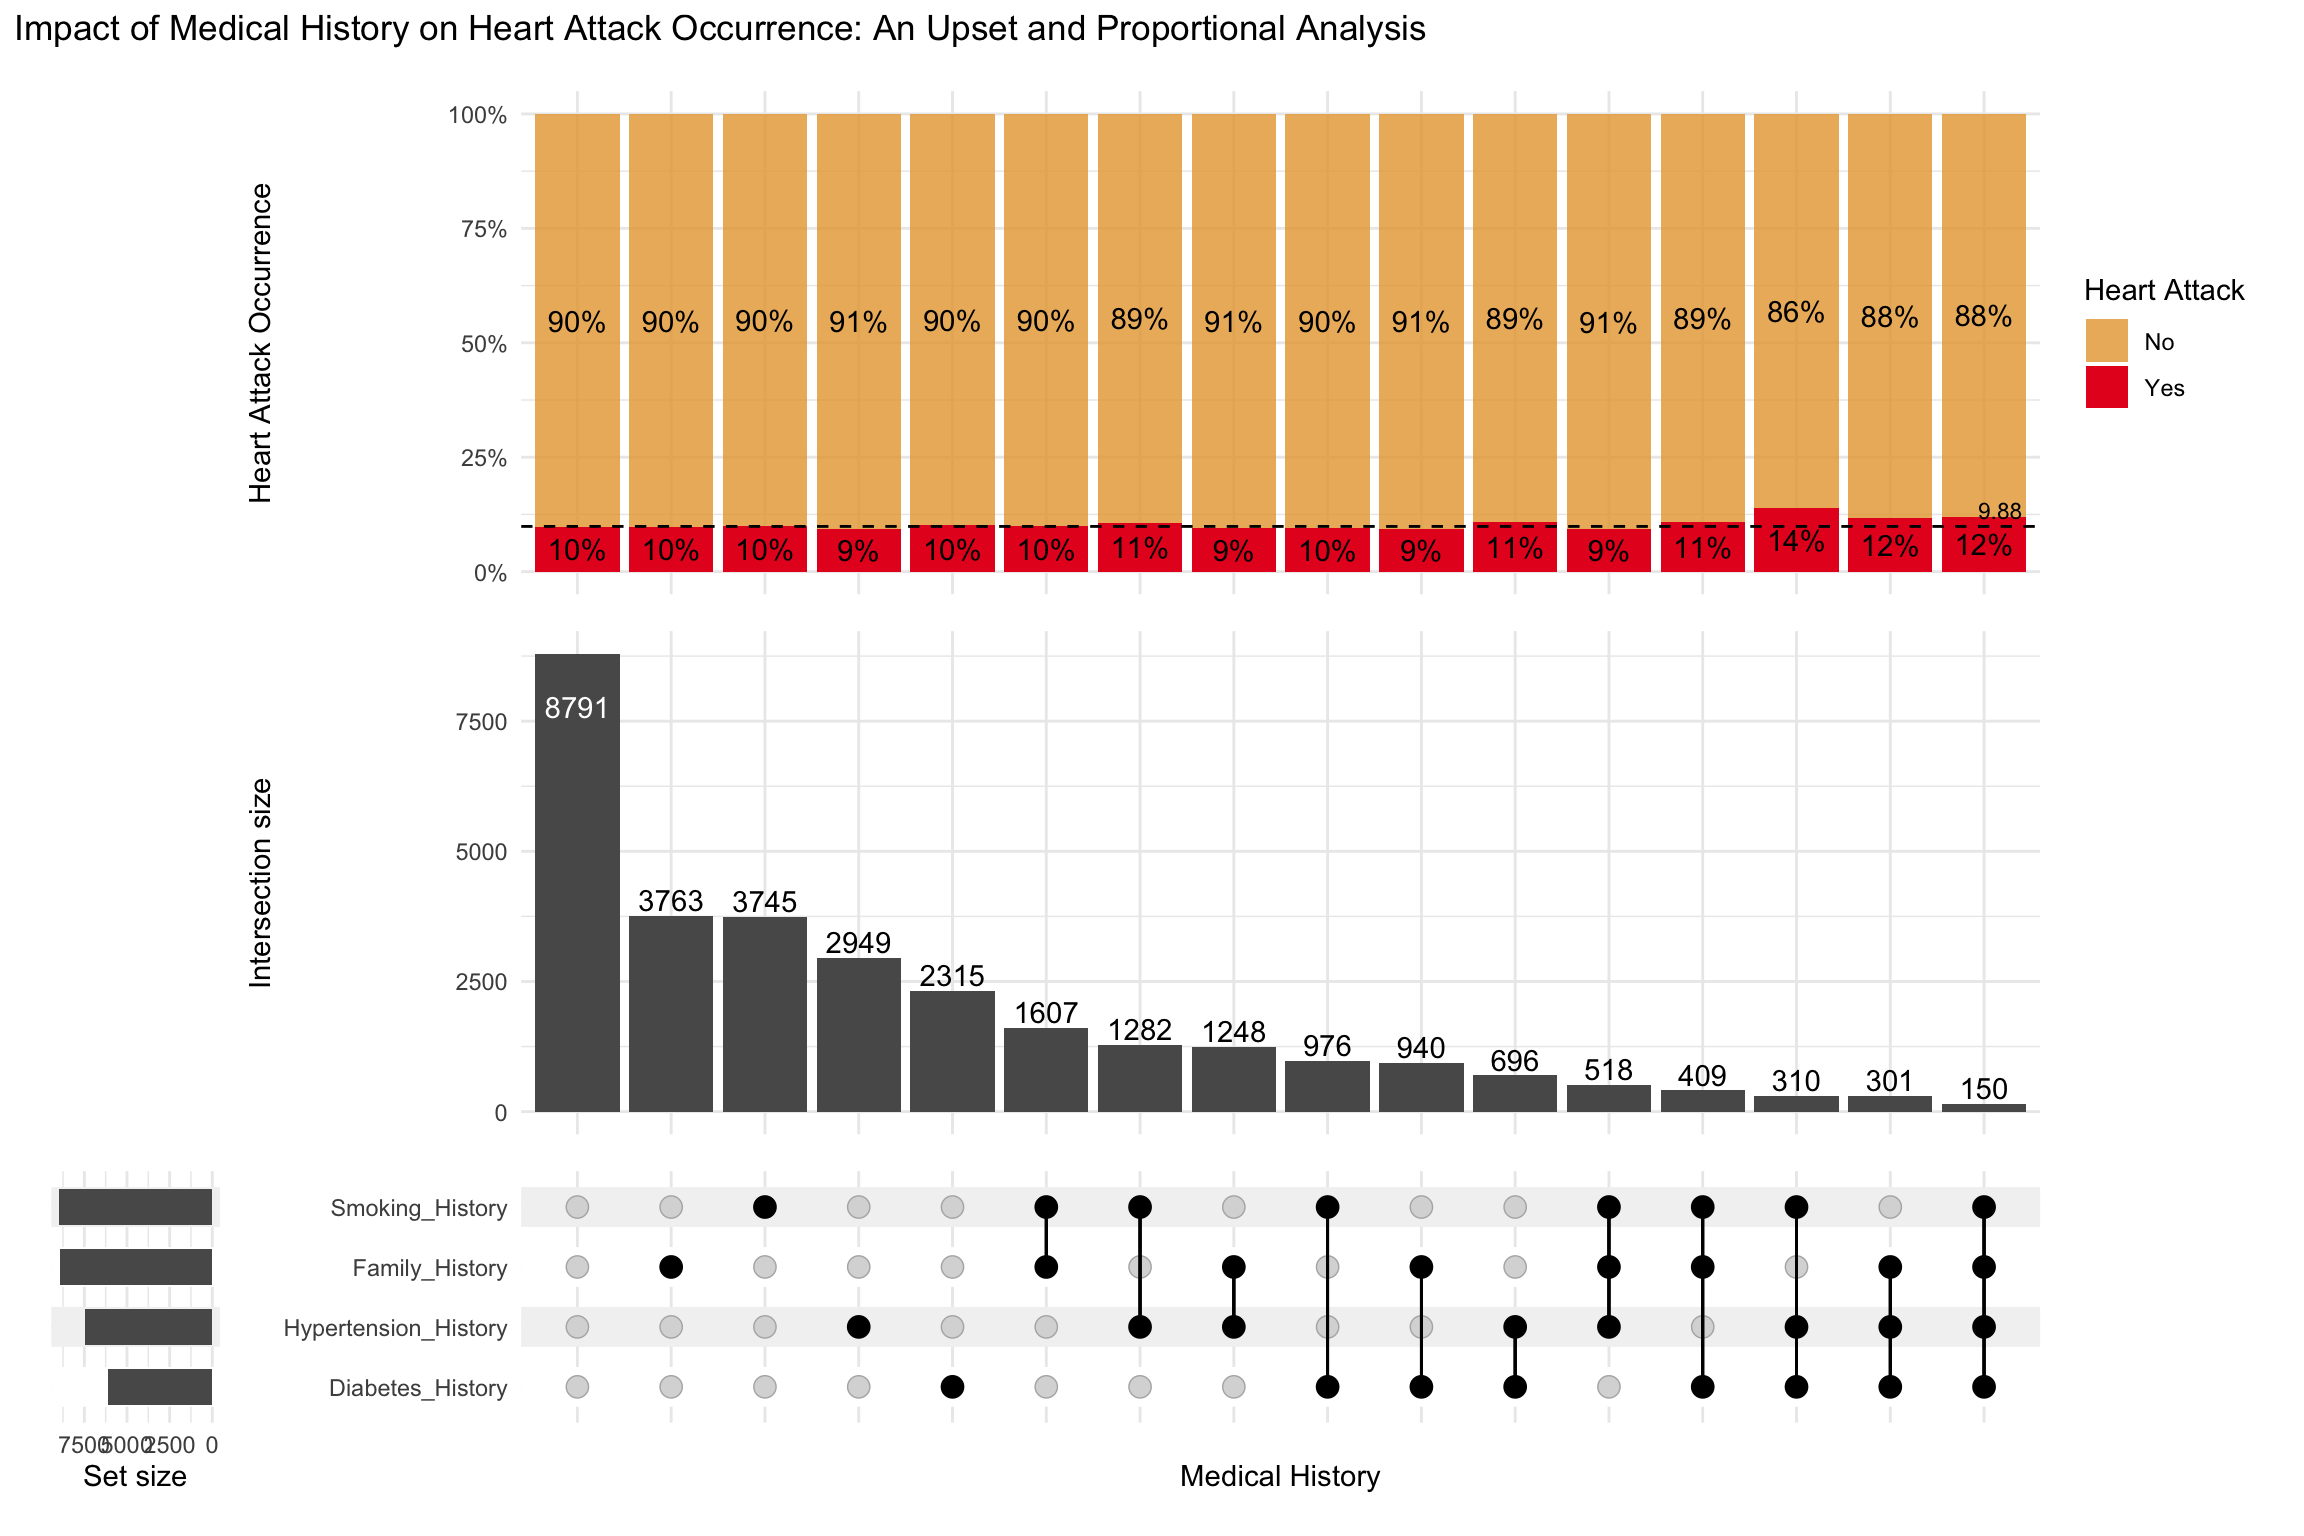 Impact of Medical History on Heart Attack Occurrence: An Upset and Proportional Analysis
Heart Attack Occurrence
100%
75%
50%
25%
0%
90% 90% 90% 91% 90% 90% 89% 91% 90% 91% 89% 91% 89% 86% 88% 88%
9.88
10% 10% 10% 9% 10% 10% 11% 9% 10% 9% 11% 9% 11% 14% 12% 12%
Heart Attack
No
Yes
Intersection size
7500
5000
2500
0
8791 3763 3745 2949 2315 1607 1282 1248 976 940 696 518 409 310 301 150
Smoking_History
Family_History
Hypertension_History
Diabetes_History
7500 5000 2500 0
Set size
Medical History